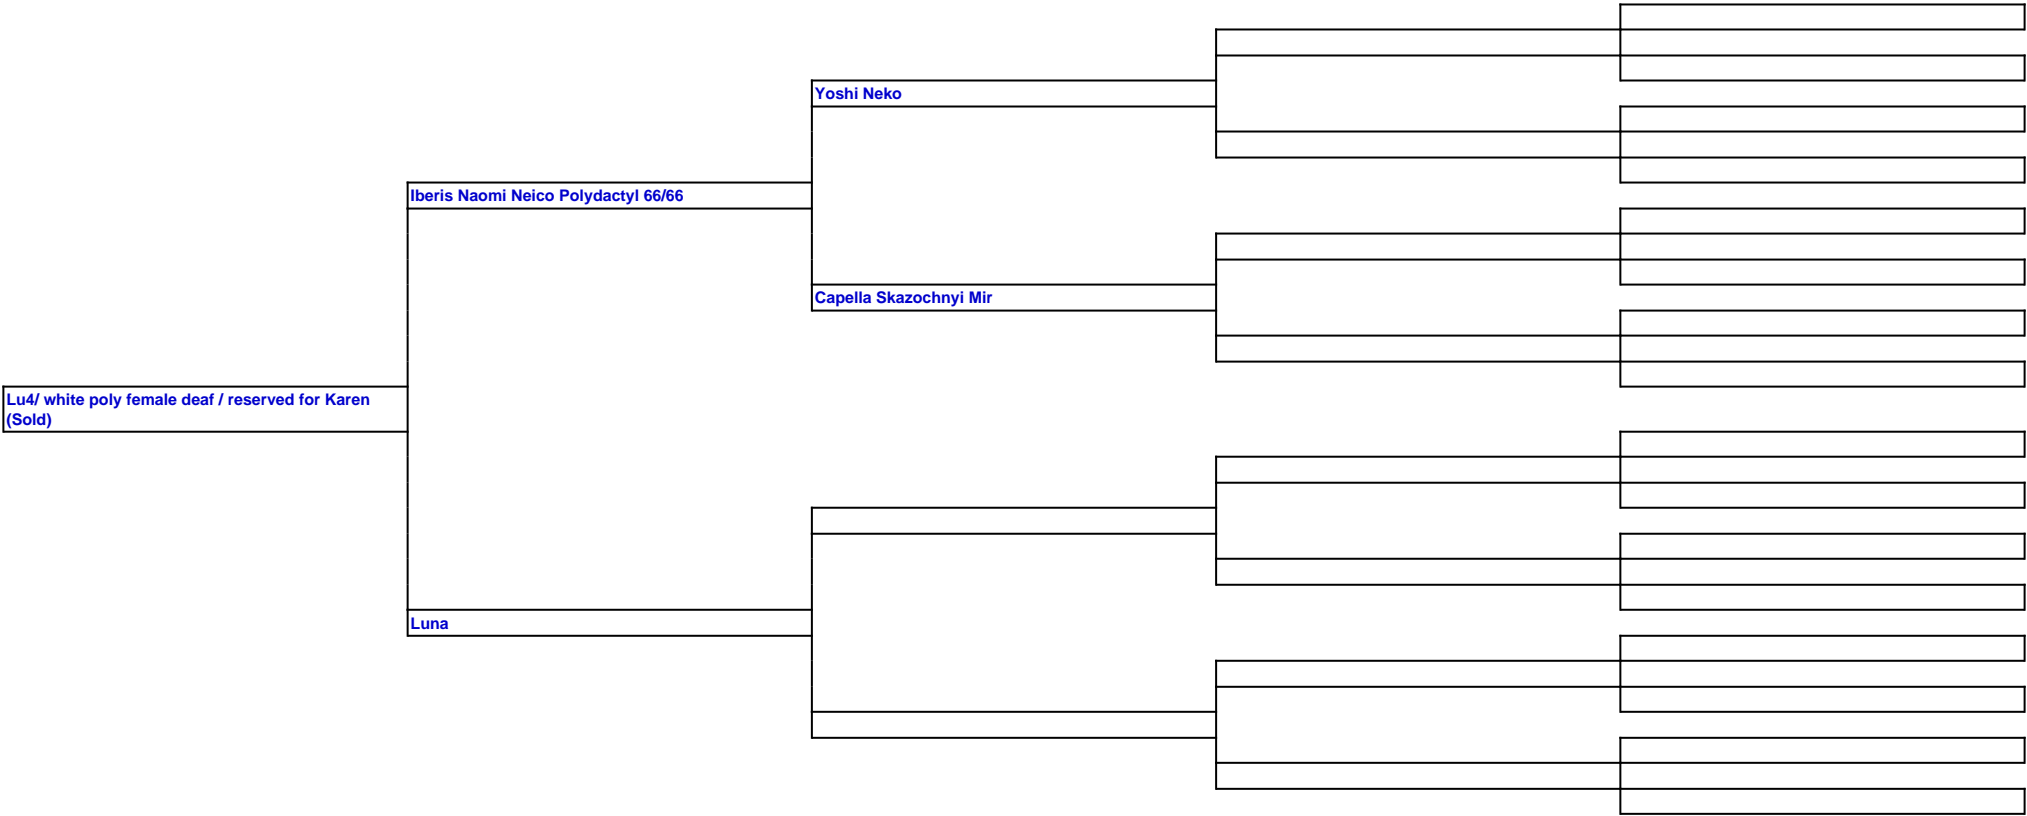 Yoshi Neko
Iberis Naomi Neico Polydactyl 66/66
Capella Skazochnyi Mir
Lu4/ white poly female deaf / reserved for Karen
(Sold)
Luna